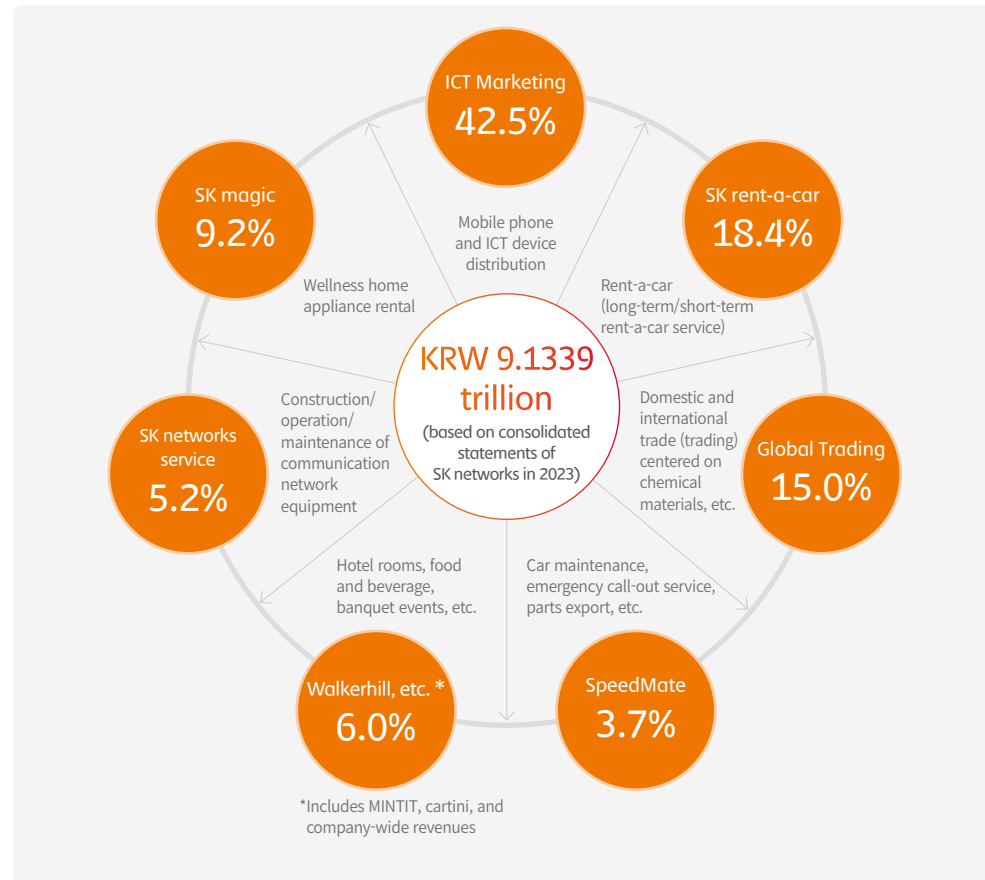 ICT Marketing
42.5%
SK magic
9.2%
SK rent-a-car
18.4%
Mobile phone
and ICT device
distribution
Wellness home
appliance rental
Rent-a-car
(long-term/short-term
rent-a-car service)
KRW 9.1339
trillion
(based on consolidated
statements of
SK networks in 2023)
Construction/
operation/
maintenance of
communication
network
equipment
Domestic and
international
trade (trading)
centered on
chemical
materials, etc.
SK networks
service
5.2%
Global Trading
15.0%
Hotel rooms, food
and beverage,
banquet events, etc.
Car maintenance,
emergency call-out service,
parts export, etc.
Walkerhill, etc. *
6.0%
SpeedMate
3.7%
*Includes MINTIT, cartini, and
company-wide revenues